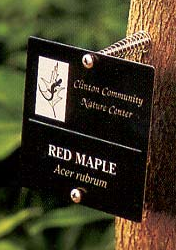 Clinton Community
Nature Center
RED MAPLE
Acer rubrum